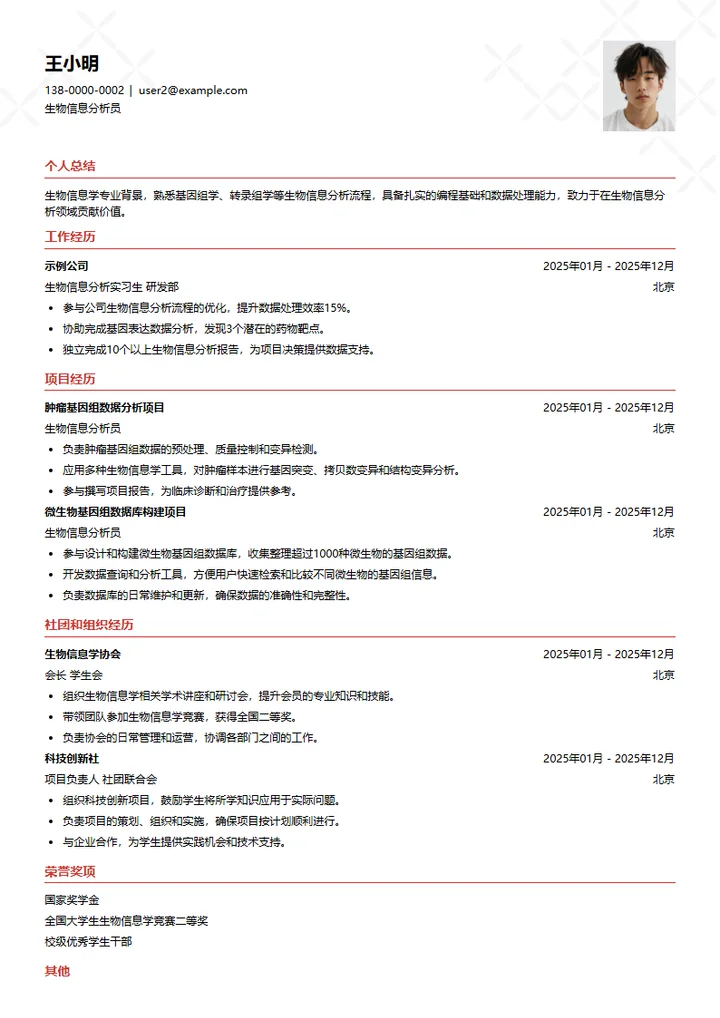 王小明
138-0000-0002 | user2@example.com
生物信息分析员
个人总结
生物信息学专业背景，熟悉基因组学、转录组学等生物信息分析流程，具备扎实的编程基础和数据处理能力，致力于在生物信息分
析领域贡献价值。
工作经历
示例公司 2025年01月 - 2025年12月
生物信息分析实习生 研发部 北京
• 参与公司生物信息分析流程的优化，提升数据处理效率15%。
• 协助完成基因表达数据分析，发现3个潜在的药物靶点。
• 独立完成10个以上生物信息分析报告，为项目决策提供数据支持。
项目经历
肿瘤基因组数据分析项目 2025年01月 - 2025年12月
生物信息分析员 北京
• 负责肿瘤基因组数据的预处理、质量控制和变异检测。
• 应用多种生物信息学工具，对肿瘤样本进行基因突变、拷贝数变异和结构变异分析。
• 参与撰写项目报告，为临床诊断和治疗提供参考。
微生物基因组数据库构建项目 2025年01月 - 2025年12月
生物信息分析员 北京
• 参与设计和构建微生物基因组数据库，收集整理超过1000种微生物的基因组数据。
• 开发数据查询和分析工具，方便用户快速检索和比较不同微生物的基因组信息。
• 负责数据库的日常维护和更新，确保数据的准确性和完整性。
社团和组织经历
生物信息学协会 2025年01月 - 2025年12月
会长 学生会 北京
• 组织生物信息学相关学术讲座和研讨会，提升会员的专业知识和技能。
• 带领团队参加生物信息学竞赛，获得全国二等奖。
• 负责协会的日常管理和运营，协调各部门之间的工作。
科技创新社 2025年01月 - 2025年12月
项目负责人 社团联合会 北京
• 组织科技创新项目，鼓励学生将所学知识应用于实际问题。
• 负责项目的策划、组织和实施，确保项目按计划顺利进行。
• 与企业合作，为学生提供实践机会和技术支持。
荣誉奖项
国家奖学金
全国大学生生物信息学竞赛二等奖
校级优秀学生干部
其他